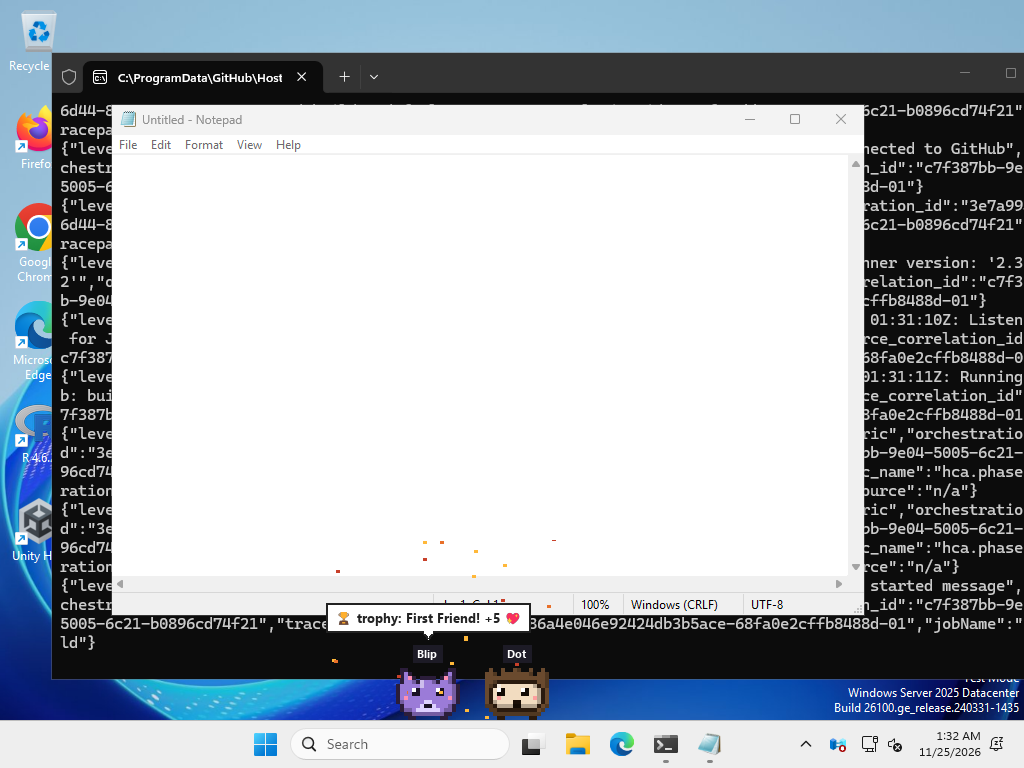 Recycle
Firefo
Googl
Chrom
Micros
Edge
R 4.6.
Unity H
C:\ProgramData\GitHub\Host
6d44-8
6c21-b0896cd74f21"
racepa
{"leve
nected to GitHub",
chestr
n_id":"c7f387bb-9e
5005-6
8d-01"}
{"leve
ration_id":"3e7a99
6d44-8
6c21-b0896cd74f21"
racepa
{"leve
nner version: '2.3
2'","o
relation_id":"c7f3
b-9e04
cffb8488d-01"}
{"leve
01:31:10Z: Listen
for J
rce_correlation_id
c7f387
68fa0e2cffb8488d-0
{"leve
01:31:11Z: Running
b: bui
ce_correlation_id"
7f387b
8fa0e2cffb8488d-01
{"leve
ric","orchestratio
d":"3e
bb-9e04-5005-6c21-
96cd74
c_name":"hca.phase
ration
ource":"n/a"}
{"leve
ric","orchestratio
d":"3e
bb-9e04-5005-6c21-
96cd74
c_name":"hca.phase
ration
rce":"n/a"}
{"leve
started message",
chestr
n_id":"c7f387bb-9e
5005-6c21-b0896cd74f21","trace
36a4e046e92424db3b5ace-68fa0e2cffb8488d-01","jobName":"
ld"}
Untitled - Notepad
File Edit Format View Help
100% Windows (CRLF) UTF-8
🏆 trophy: First Friend! +5 💖
Blip
Dot
Test Mode
Windows Server 2025 Datacenter
Build 26100.ge_release.240331-1435
Search
1:32 AM
11/25/2026